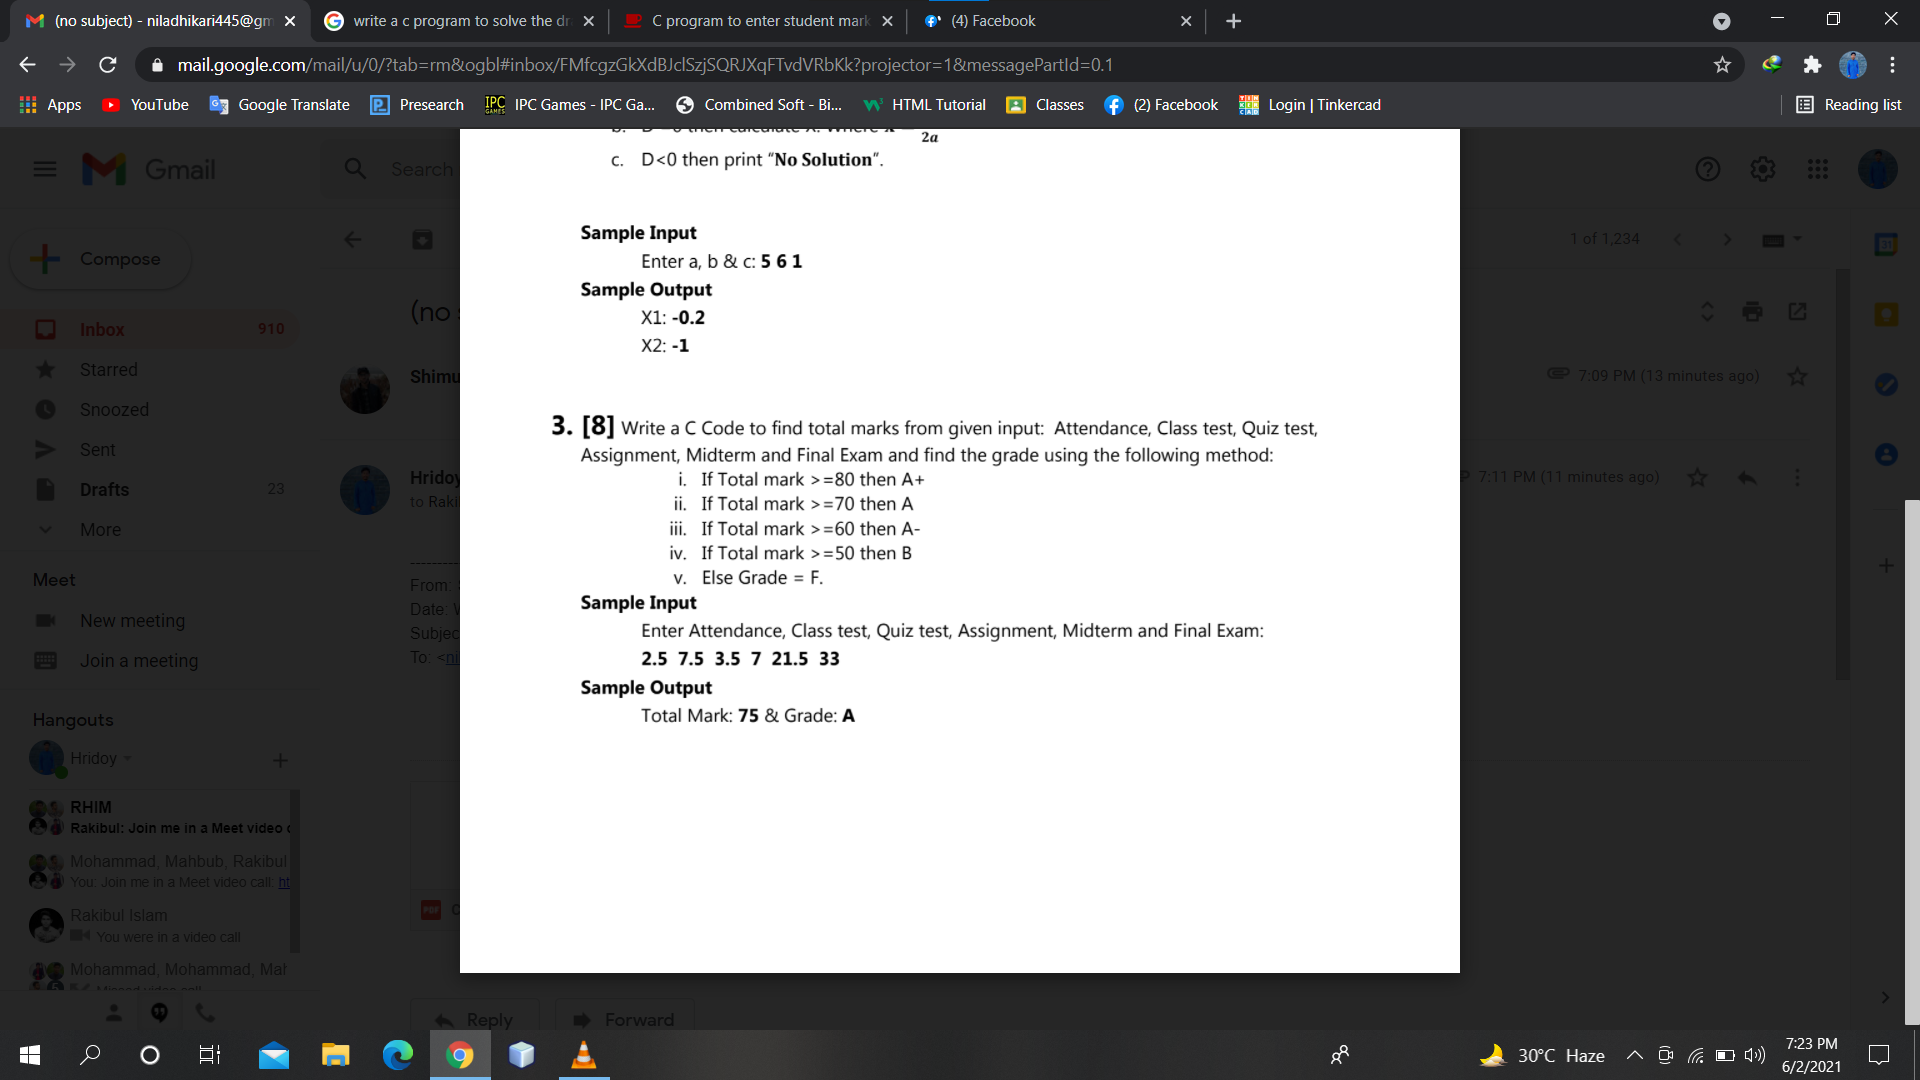 (no subject) - niladhikari445@gm
write a c program to solve the dr
C program to enter student mark
(4) Facebook
mail.google.com/mail/u/0/?tab=rm&ogbl#inbox/FMfcgzGkXdBJclSzjSQRJXqFTvdVRbKk?projector=1&messagePartId=0.1
Apps YouTube Google Translate Presearch IPC Games - IPC Ga... Combined Soft - Bi... HTML Tutorial Classes (2) Facebook Login | Tinkercad Reading list
2a
c. D<0 then print “No Solution”.
Gmail
Search
Compose
1 of 1,234
Sample Input
Enter a, b & c: 5 6 1
Sample Output
X1: -0.2
X2: -1
(no
Inbox 910
Starred
Snoozed
Sent
Drafts 23
More
Shimu
7:09 PM (13 minutes ago)
Hridoy
to Raki
7:11 PM (11 minutes ago)
3. [8] Write a C Code to find total marks from given input: Attendance, Class test, Quiz test,
Assignment, Midterm and Final Exam and find the grade using the following method:
i. If Total mark >=80 then A+
ii. If Total mark >=70 then A
iii. If Total mark >=60 then A-
iv. If Total mark >=50 then B
v. Else Grade = F.
Sample Input
Enter Attendance, Class test, Quiz test, Assignment, Midterm and Final Exam:
2.5 7.5 3.5 7 21.5 33
Sample Output
Total Mark: 75 & Grade: A
From:
Date: W
Subjec
To: <ni
Meet
New meeting
Join a meeting
Hangouts
Hridoy
RHIM
Rakibul: Join me in a Meet video c
Mohammad, Mahbub, Rakibul
You: Join me in a Meet video call: ht
Rakibul Islam
You were in a video call
Mohammad, Mohammad, Mah
PDF
Reply
Forward
30°C Haze
7:23 PM
6/2/2021